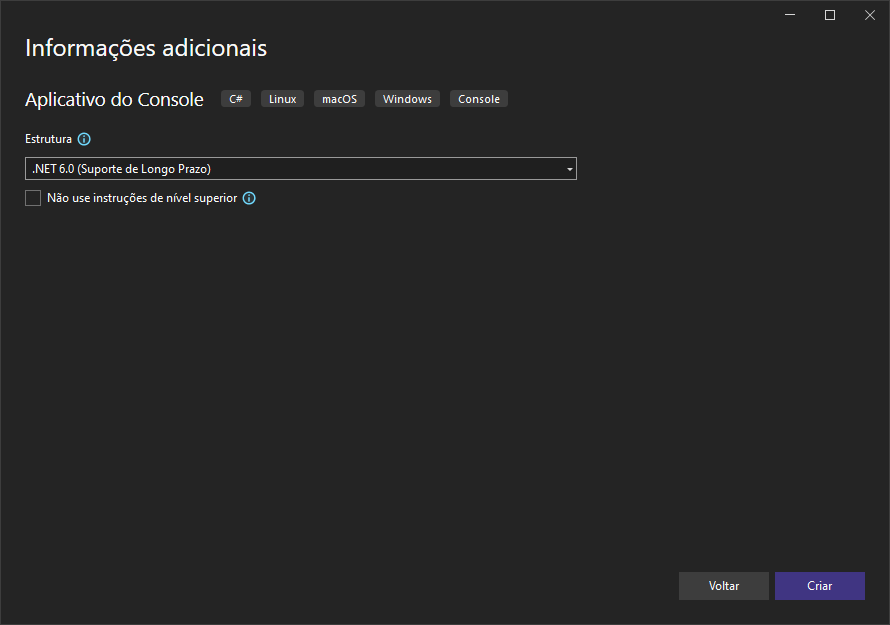 Informações adicionais
Aplicativo do Console C# Linux macOS Windows Console
Estrutura
.NET 6.0 (Suporte de Longo Prazo)
Não use instruções de nível superior
Voltar Criar